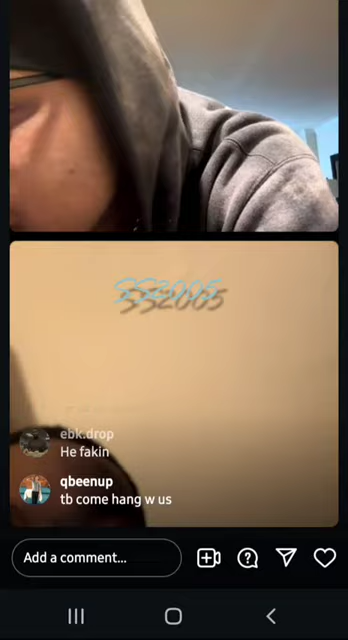 SS2005
ebk.drop
He fakin
qbeenup
tb come hang w us
Add a comment...